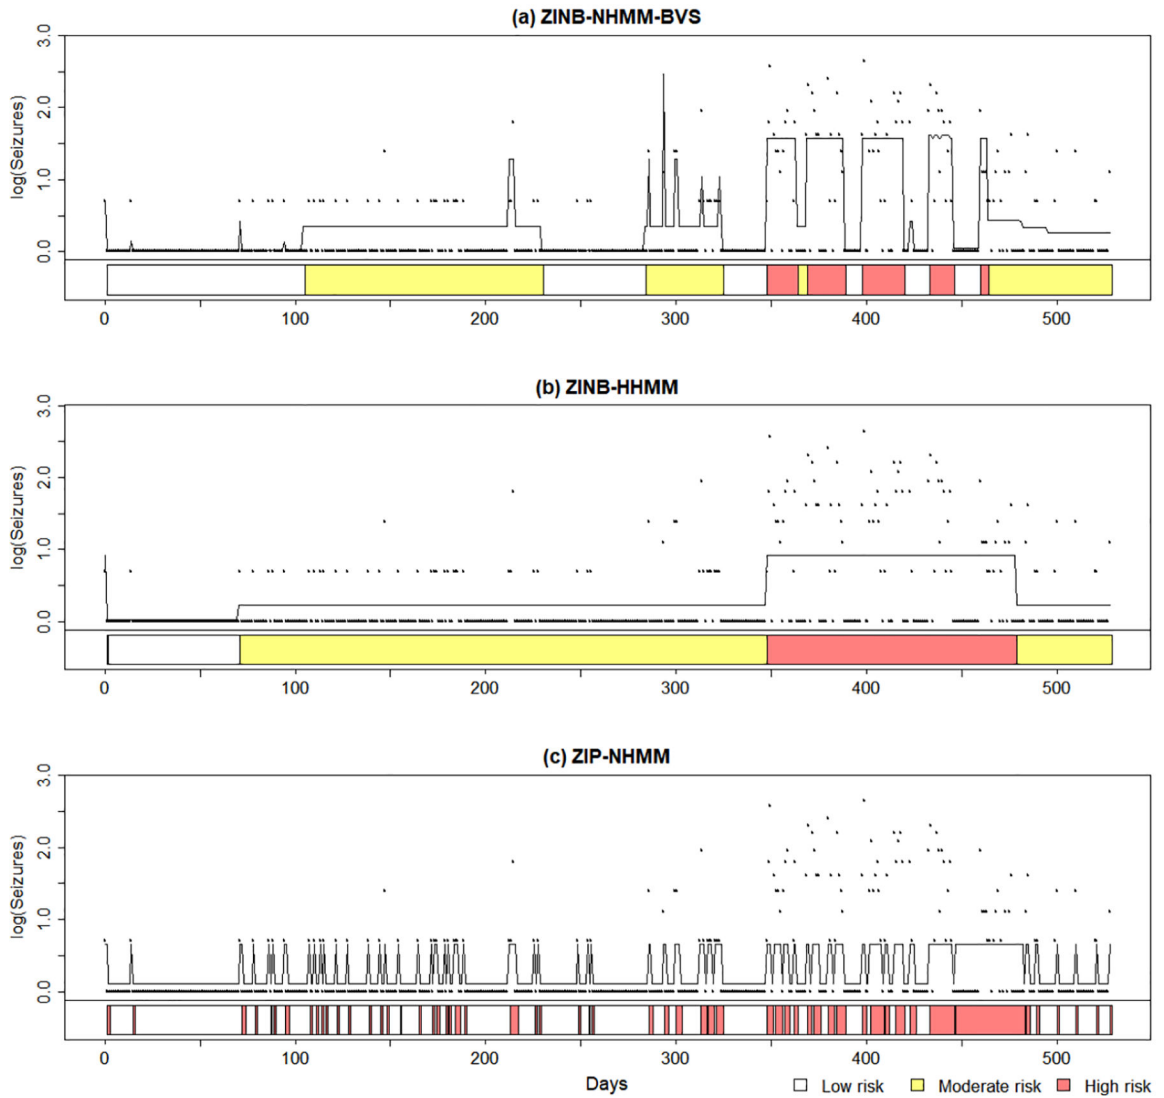 (a) ZINB-NHMM-BVS
log(Seizures)
3.0
2.0
1.0
0.0
0 100 200 300 400 500
(b) ZINB-HHMM
log(Seizures)
3.0
2.0
1.0
0.0
0 100 200 300 400 500
(c) ZIP-NHMM
log(Seizures)
3.0
2.0
1.0
0.0
0 100 200 300 400 500
Days
Low risk Moderate risk High risk